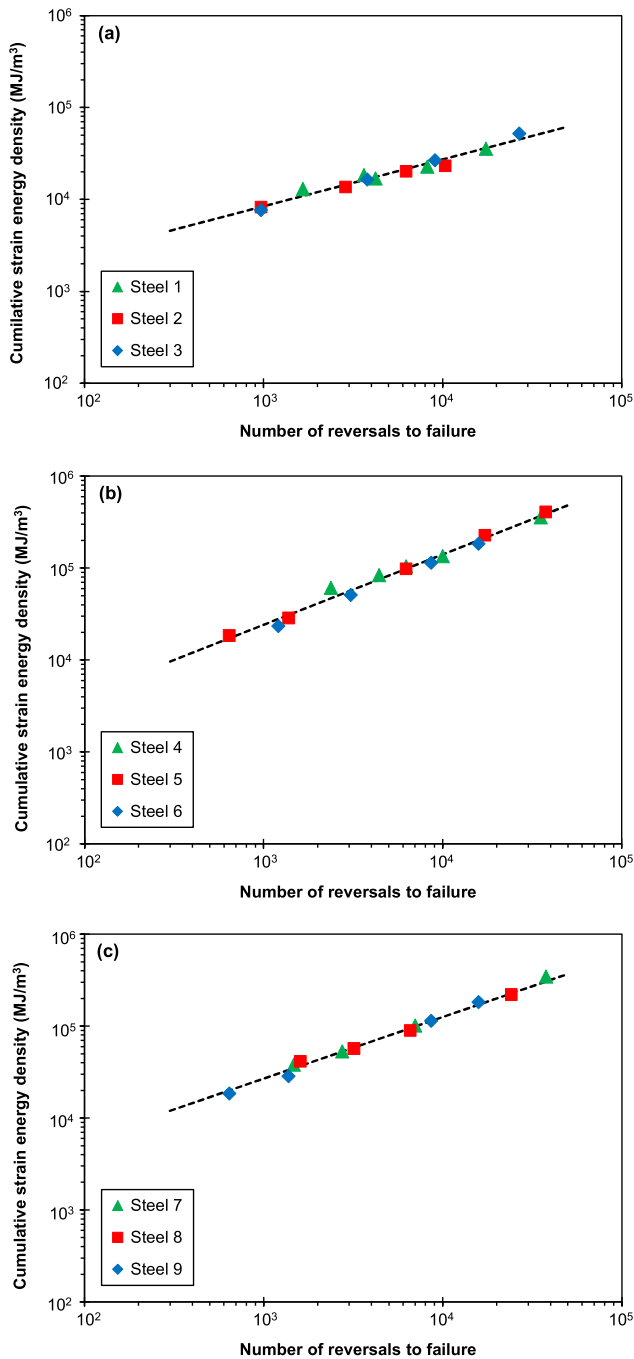 (a)
Cumilative strain energy density (MJ/m³)
10⁶
10⁵
10⁴
10³
10²
Steel 1
Steel 2
Steel 3
10² 10³ 10⁴ 10⁵
Number of reversals to failure
(b)
Cumulative strain energy density (MJ/m³)
10⁶
10⁵
10⁴
10³
10²
Steel 4
Steel 5
Steel 6
10² 10³ 10⁴ 10⁵
Number of reversals to failure
(c)
Cumulative strain energy density (MJ/m³)
10⁶
10⁵
10⁴
10³
10²
Steel 7
Steel 8
Steel 9
10² 10³ 10⁴ 10⁵
Number of reversals to failure